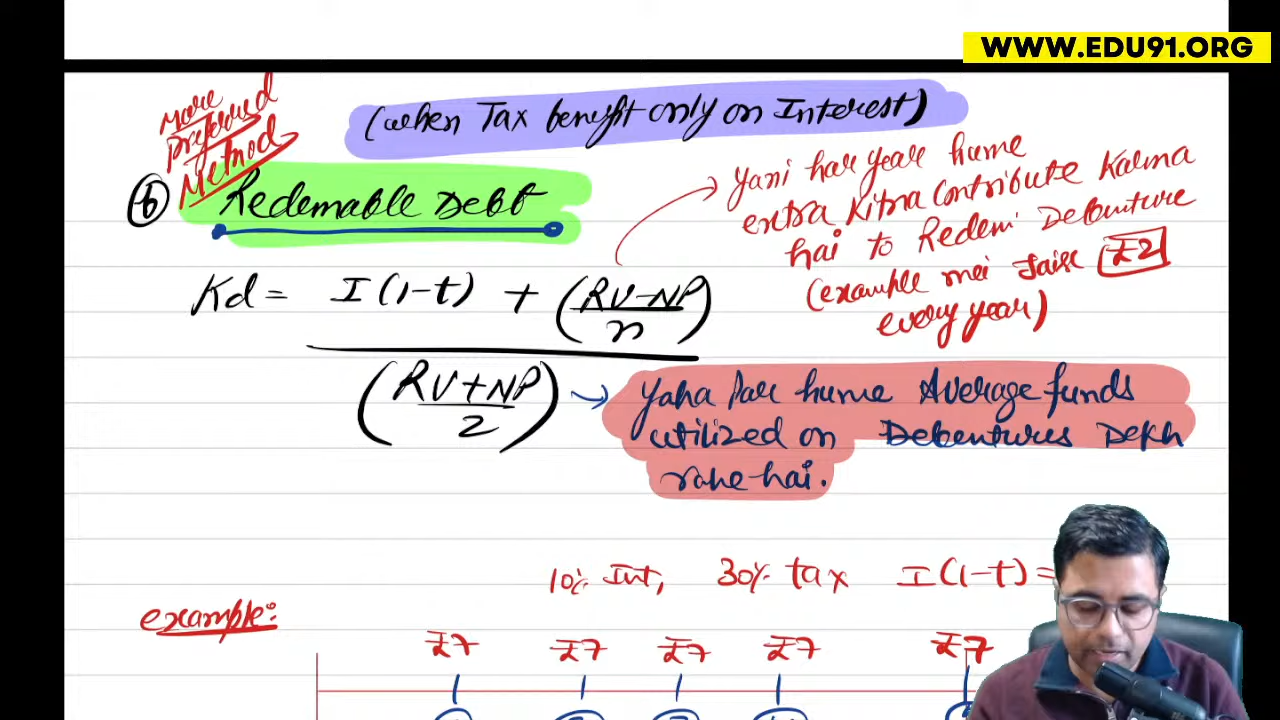 WWW.EDU91.ORG
(when Tax benefit only on Interest)
More
preferred
Method
(b) Redemable Debt
Yani har year hume
extra kitna contribute karna
hai to Redem Debenture
(example mei jaise ₹2
every year)
Kd = I(1-t) + (RV-NP/n)
(RV+NP/2)
Yaha par hume Average funds
utilized on Debentures Dekh
rahe hai.
10% Int, 30% tax I(1-t)=
example:
₹7 ₹7 ₹7 ₹7 ₹7